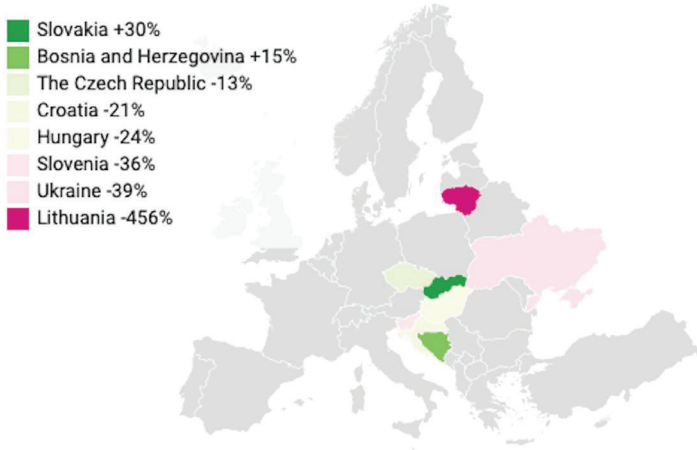 Slovakia +30%
Bosnia and Herzegovina +15%
The Czech Republic -13%
Croatia -21%
Hungary -24%
Slovenia -36%
Ukraine -39%
Lithuania -456%